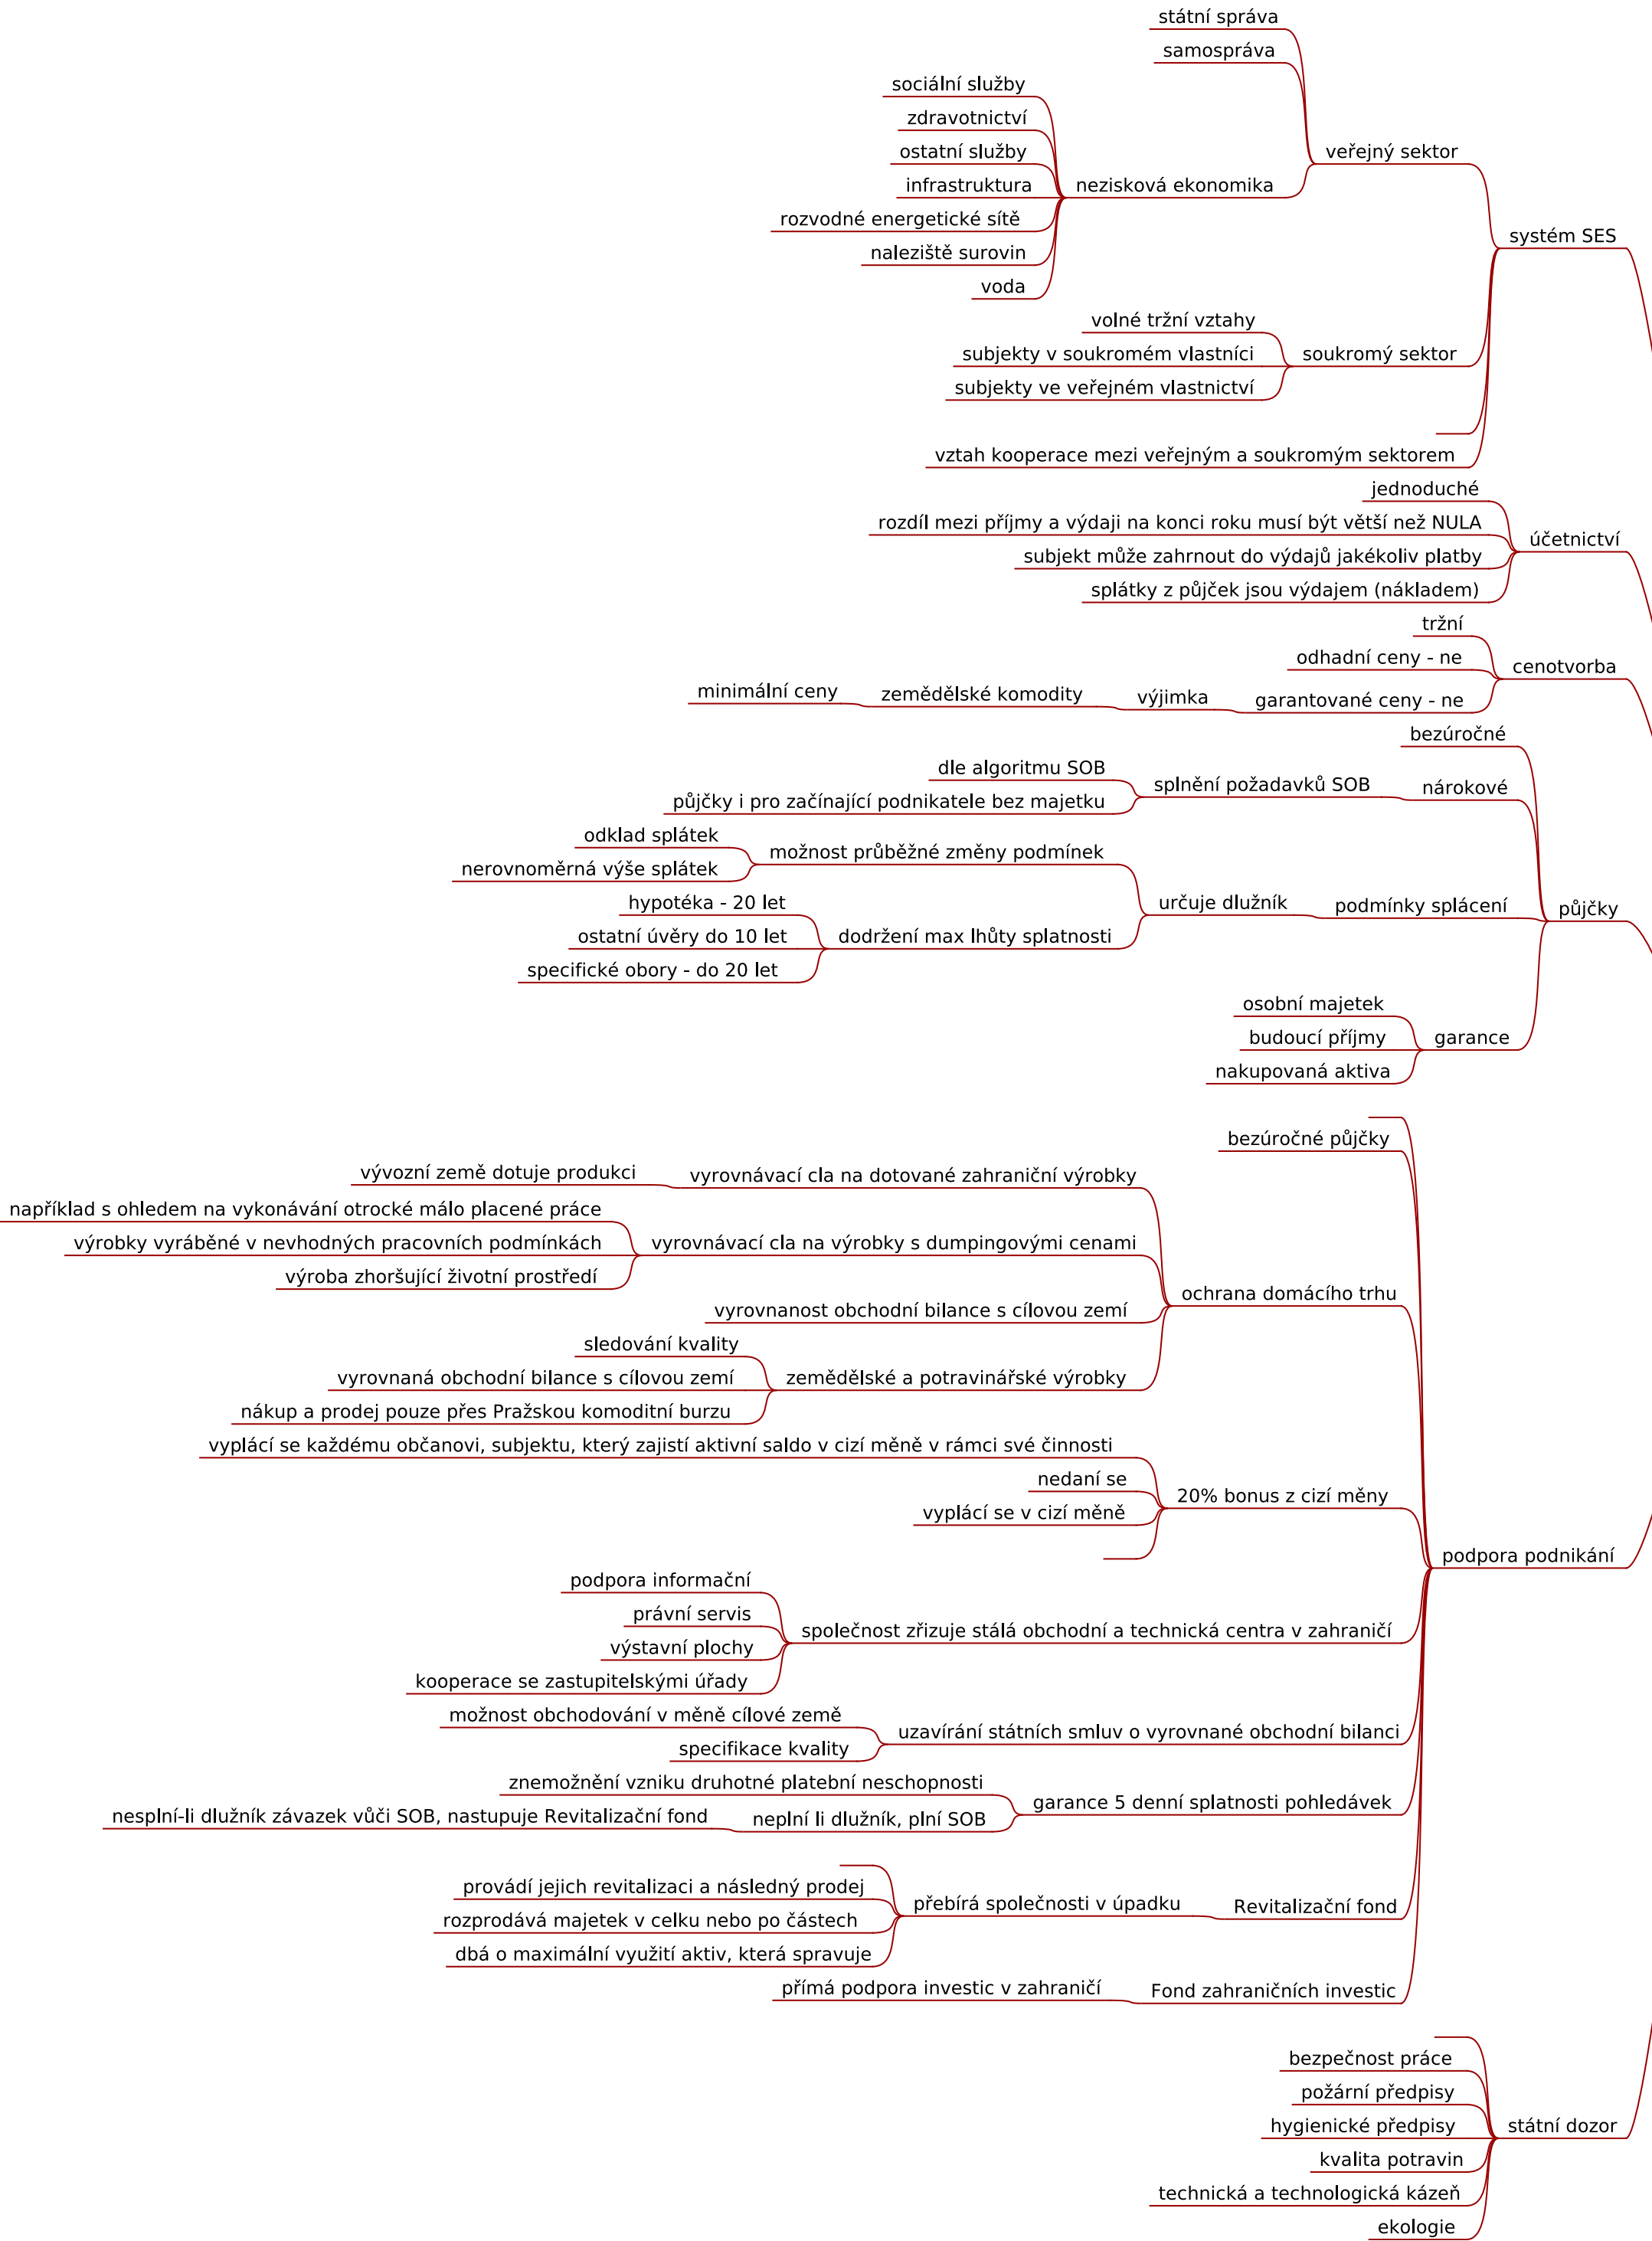 státní správa
samospráva
sociální služby
zdravotnictví
ostatní služby
veřejný sektor
infrastruktura
nezisková ekonomika
rozvodné energetické sítě
systém SES
naleziště surovin
voda
volné tržní vztahy
subjekty v soukromém vlastníci
soukromý sektor
subjekty ve veřejném vlastnictví
vztah kooperace mezi veřejným a soukromým sektorem
jednoduché
rozdíl mezi příjmy a výdaji na konci roku musí být větší než NULA
účetnictví
subjekt může zahrnout do výdajů jakékoliv platby
splátky z půjček jsou výdajem (nákladem)
tržní
odhadní ceny - ne
cenotvorba
minimální ceny
zemědělské komodity
výjimka
garantované ceny - ne
bezúročné
dle algoritmu SOB
splnění požadavků SOB
nárokové
půjčky i pro začínající podnikatele bez majetku
odklad splátek
možnost průběžné změny podmínek
nerovnoměrná výše splátek
hypotéka - 20 let
určuje dlužník
podmínky splácení
půjčky
ostatní úvěry do 10 let
dodržení max lhůty splatnosti
specifické obory - do 20 let
osobní majetek
budoucí příjmy
garance
nakupovaná aktiva
bezúročné půjčky
vývozní země dotuje produkci
vyrovnávací cla na dotované zahraniční výrobky
například s ohledem na vykonávání otrocké málo placené práce
výrobky vyráběné v nevhodných pracovních podmínkách
vyrovnávací cla na výrobky s dumpingovými cenami
výroba zhoršující životní prostředí
ochrana domácího trhu
vyrovnanost obchodní bilance s cílovou zemí
sledování kvality
vyrovnaná obchodní bilance s cílovou zemí
zemědělské a potravinářské výrobky
nákup a prodej pouze přes Pražskou komoditní burzu
vyplácí se každému občanovi, subjektu, který zajistí aktivní saldo v cizí měně v rámci své činnosti
nedaní se
20% bonus z cizí měny
vyplácí se v cizí měně
podpora podnikání
podpora informační
právní servis
společnost zřizuje stálá obchodní a technická centra v zahraničí
výstavní plochy
kooperace se zastupitelskými úřady
možnost obchodování v měně cílové země
uzavírání státních smluv o vyrovnané obchodní bilanci
specifikace kvality
znemožnění vzniku druhotné platební neschopnosti
garance 5 denní splatnosti pohledávek
nesplní-li dlužník závazek vůči SOB, nastupuje Revitalizační fond
neplní li dlužník, plní SOB
provádí jejich revitalizaci a následný prodej
přebírá společnosti v úpadku
Revitalizační fond
rozprodává majetek v celku nebo po částech
dbá o maximální využití aktiv, která spravuje
přímá podpora investic v zahraničí
Fond zahraničních investic
bezpečnost práce
požární předpisy
hygienické předpisy
státní dozor
kvalita potravin
technická a technologická kázeň
ekologie